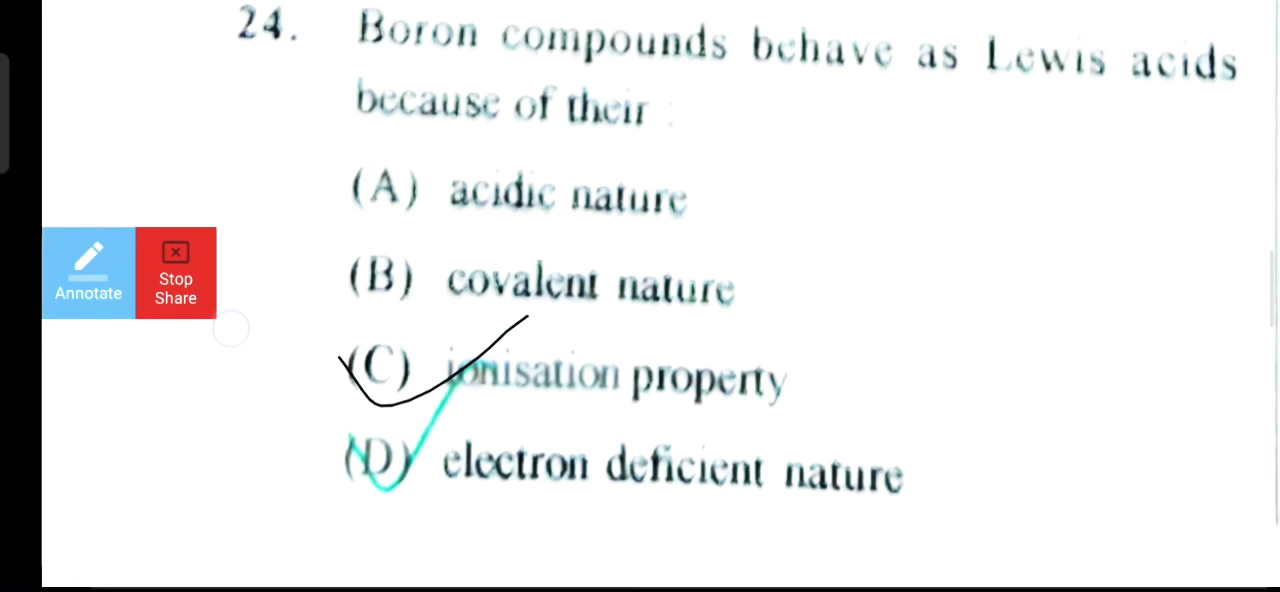 24. Boron compounds behave as Lewis acids
because of their :
(A) acidic nature
(B) covalent nature
Annotate
Stop
Share
(C) ionisation property
(D) electron deficient nature